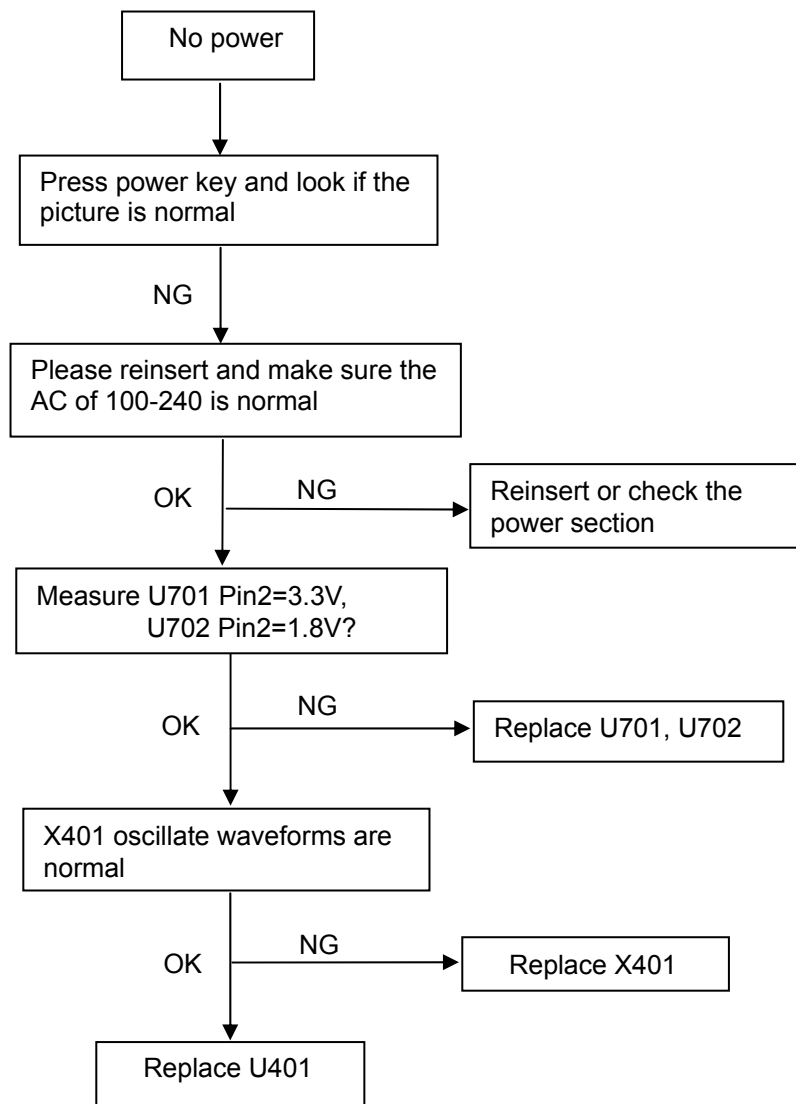 No power
Press power key and look if the
picture is normal
NG
Please reinsert and make sure the
AC of 100-240 is normal
OK
NG
Reinsert or check the
power section
Measure U701 Pin2=3.3V,
U702 Pin2=1.8V?
OK
NG
Replace U701, U702
X401 oscillate waveforms are
normal
OK
NG
Replace X401
Replace U401